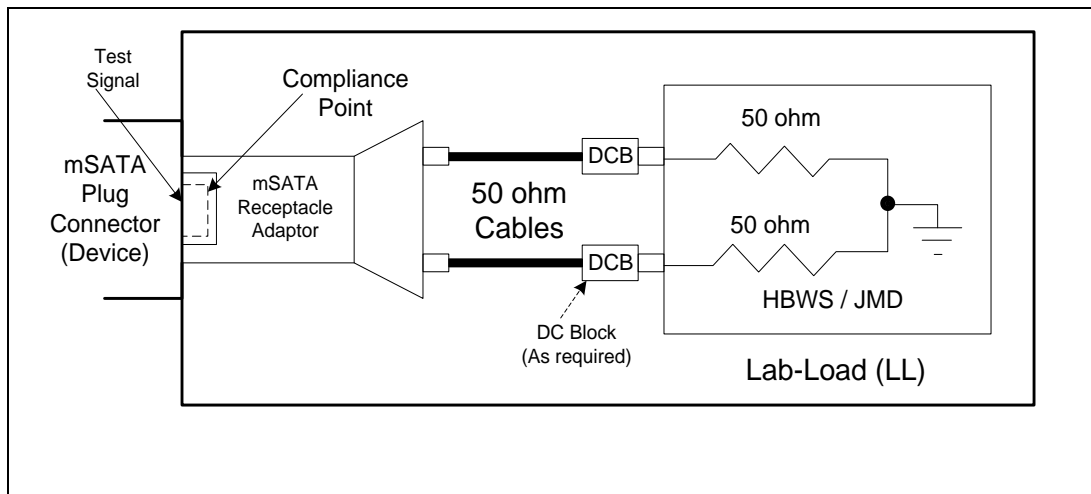 Test
Signal
Compliance
Point
mSATA
Plug
Connector
(Device)
mSATA
Receptacle
Adaptor
50 ohm
Cables
DCB
DCB
DC Block
(As required)
50 ohm
50 ohm
HBWS / JMD
Lab-Load (LL)